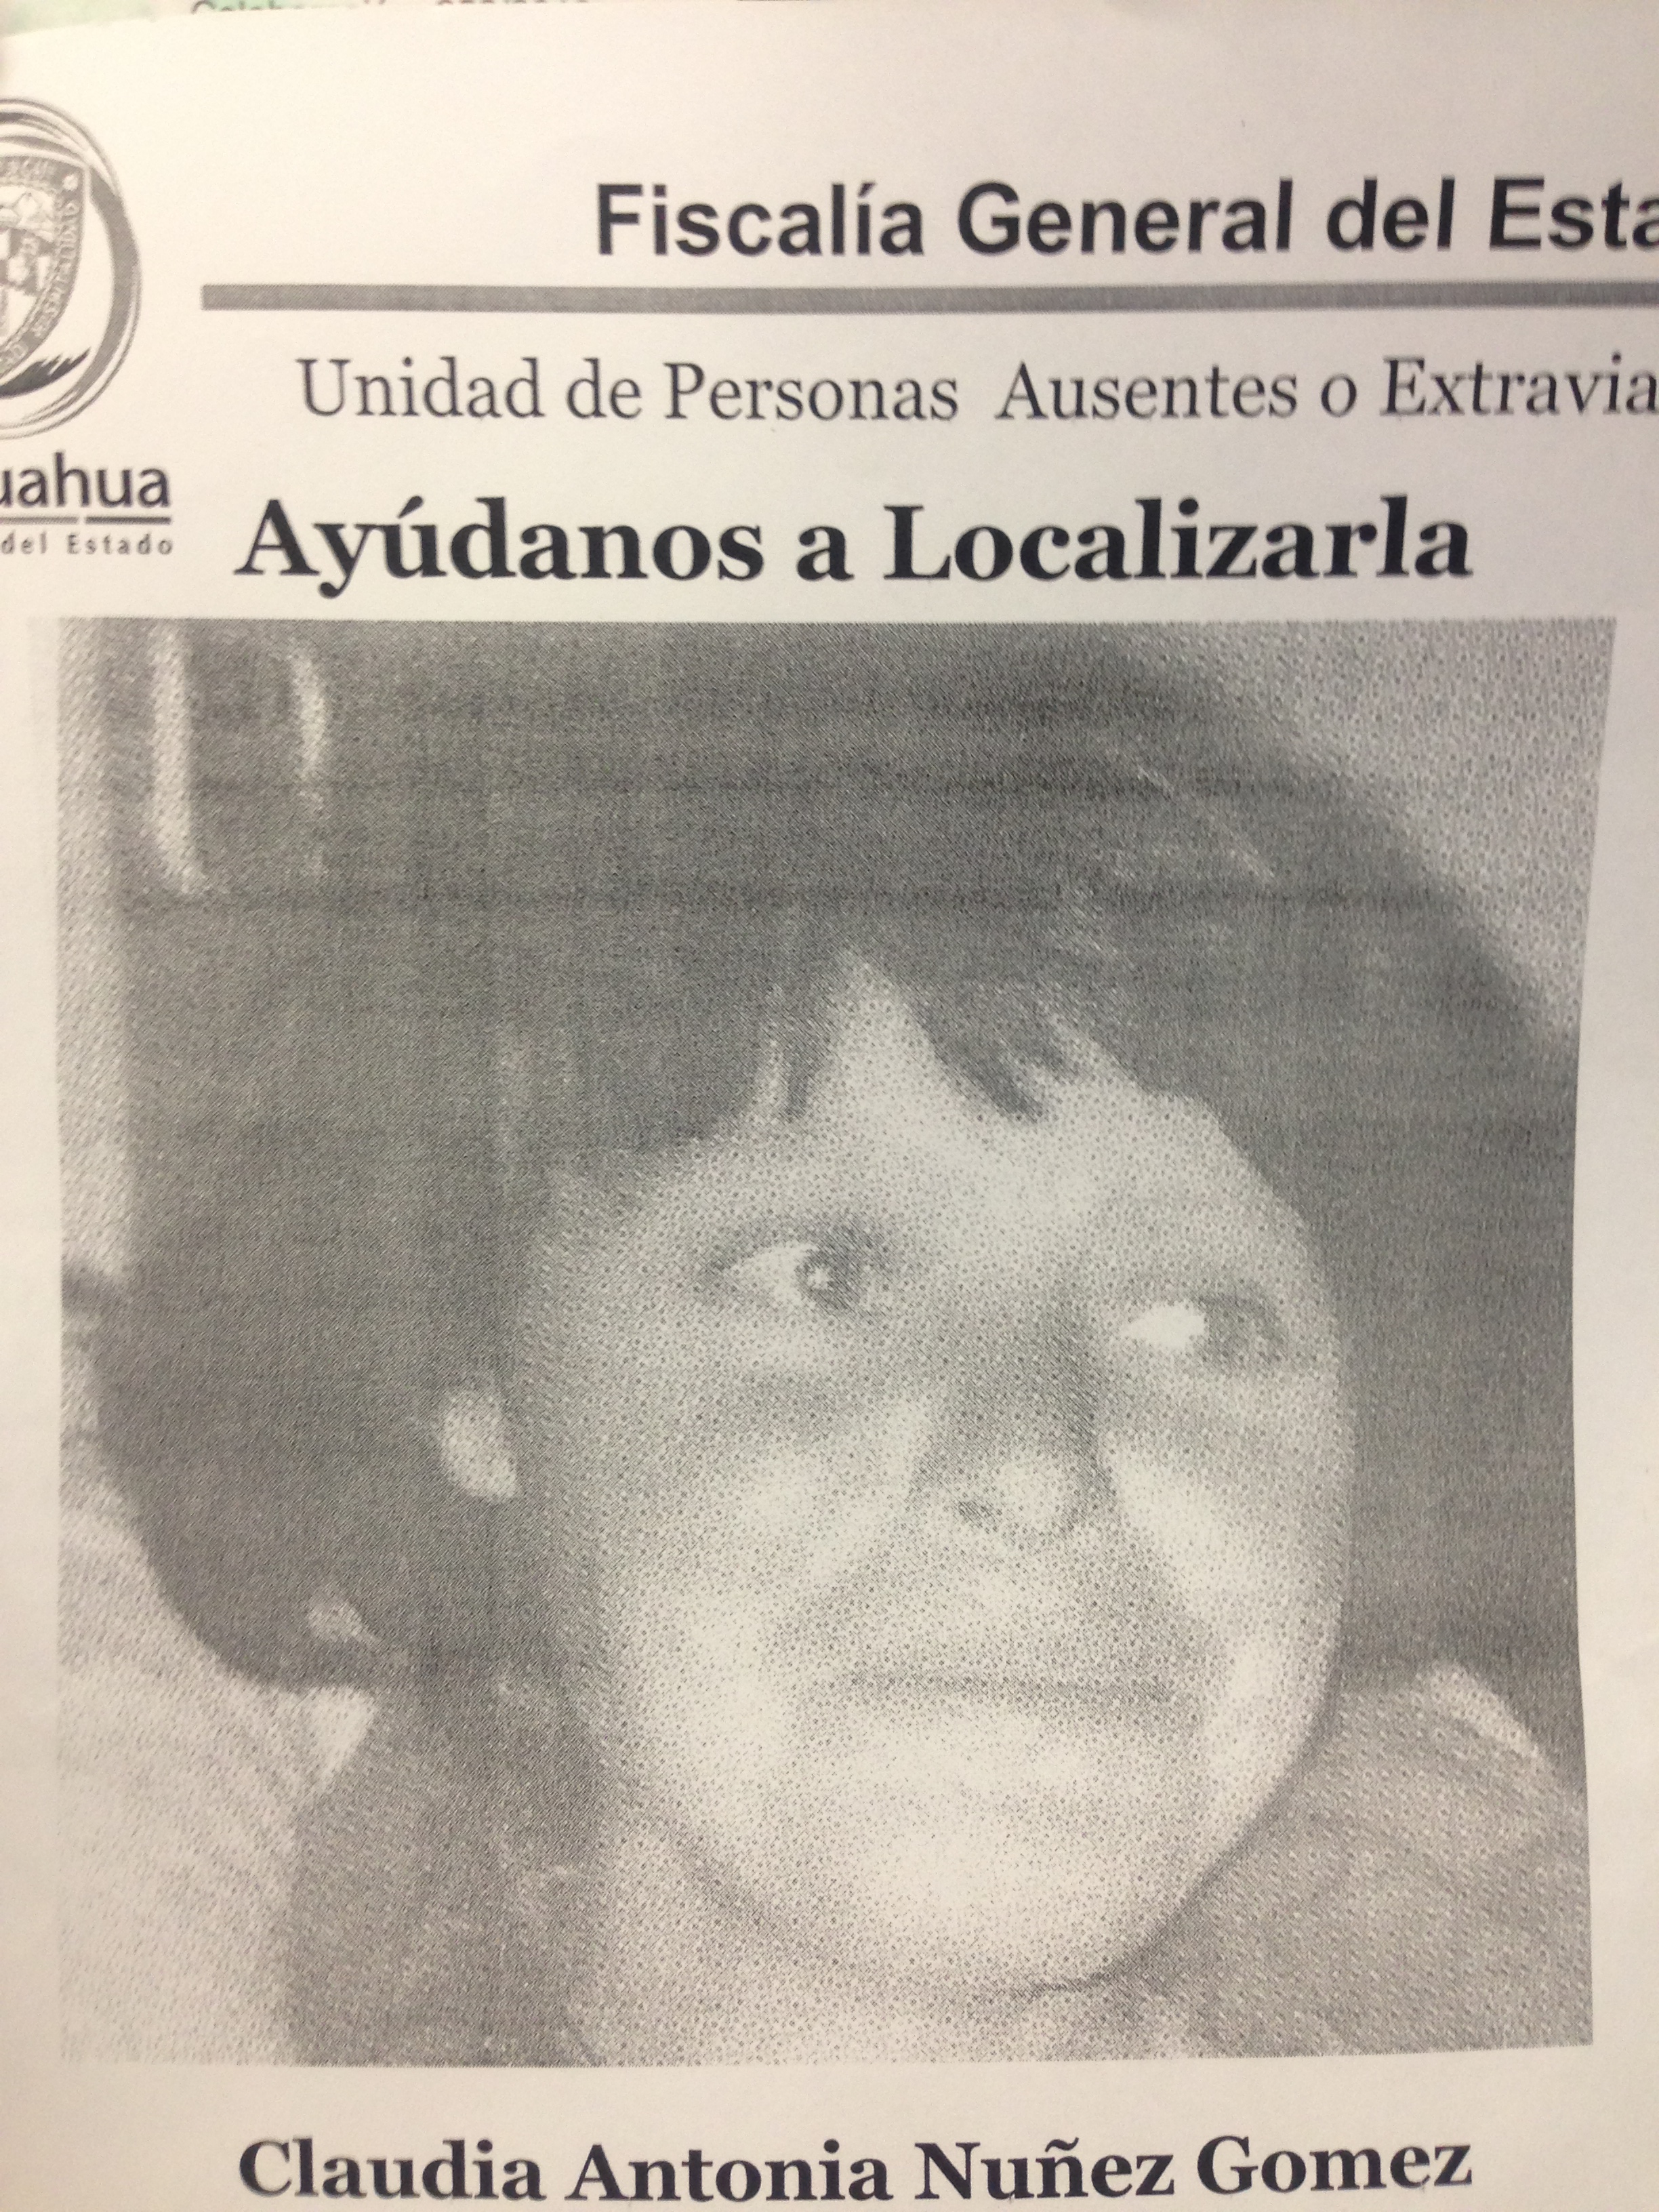 Fiscalía General del Esta
Unidad de Personas Ausentes o Extravia
uahua
del Estado
Ayúdanos a Localizarla
Claudia Antonia Nuñez Gomez